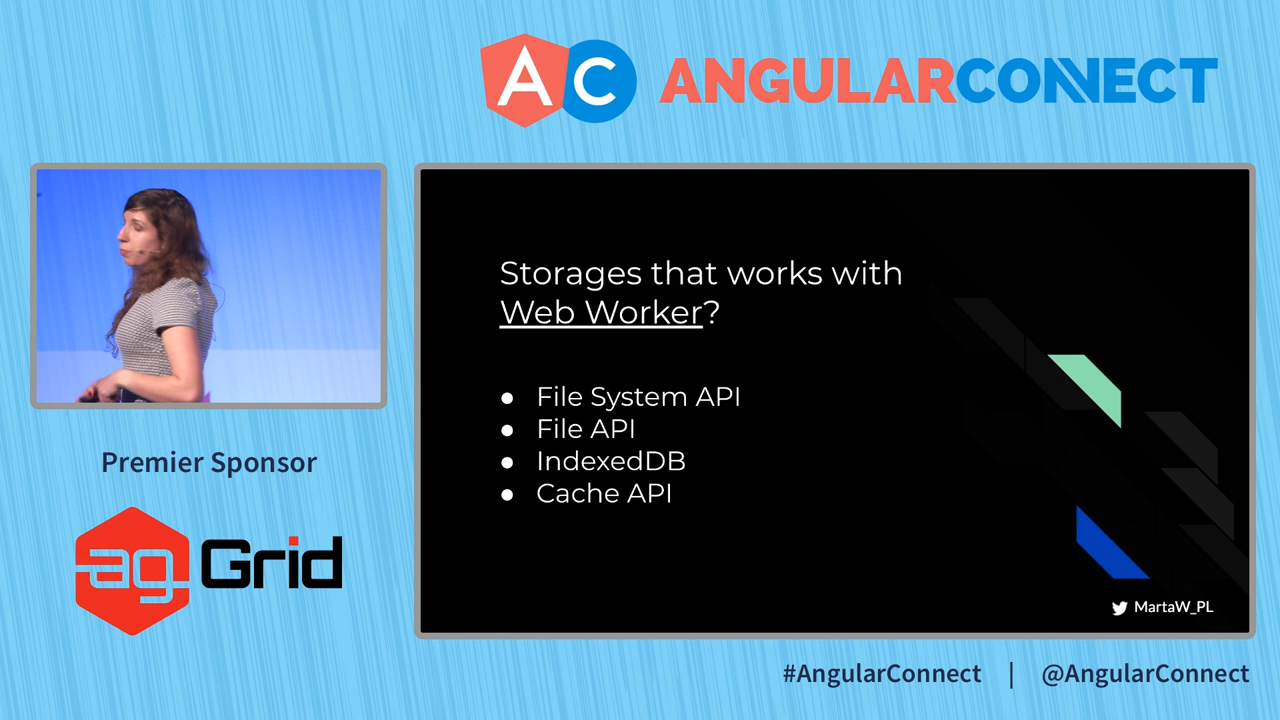 AC ANGULARCONNECT
Storages that works with
Web Worker?
● File System API
● File API
● IndexedDB
● Cache API
MartaW_PL
Premier Sponsor
ag Grid
#AngularConnect | @AngularConnect